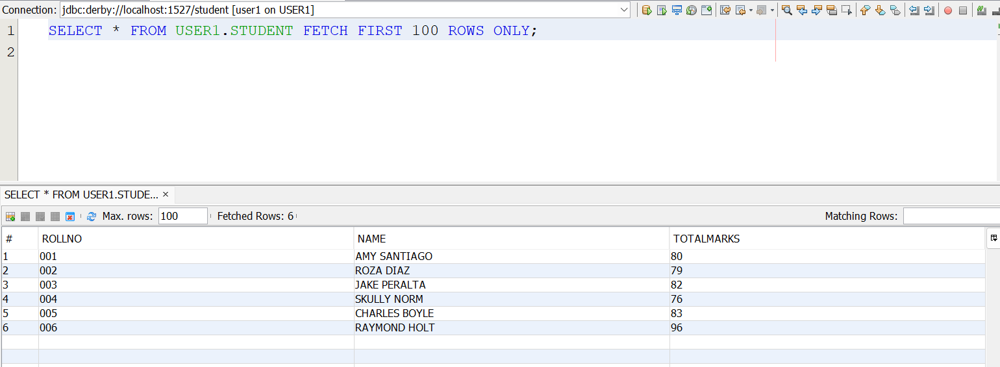 Connection: jdbc:derby://localhost:1527/student [user1 on USER1]
1 SELECT * FROM USER1.STUDENT FETCH FIRST 100 ROWS ONLY;
2
SELECT * FROM USER1.STUDE... ×
Max. rows: 100 Fetched Rows: 6 Matching Rows:
# ROLLNO NAME TOTALMARKS
1 001 AMY SANTIAGO 80
2 002 ROZA DIAZ 79
3 003 JAKE PERALTA 82
4 004 SKULLY NORM 76
5 005 CHARLES BOYLE 83
6 006 RAYMOND HOLT 96